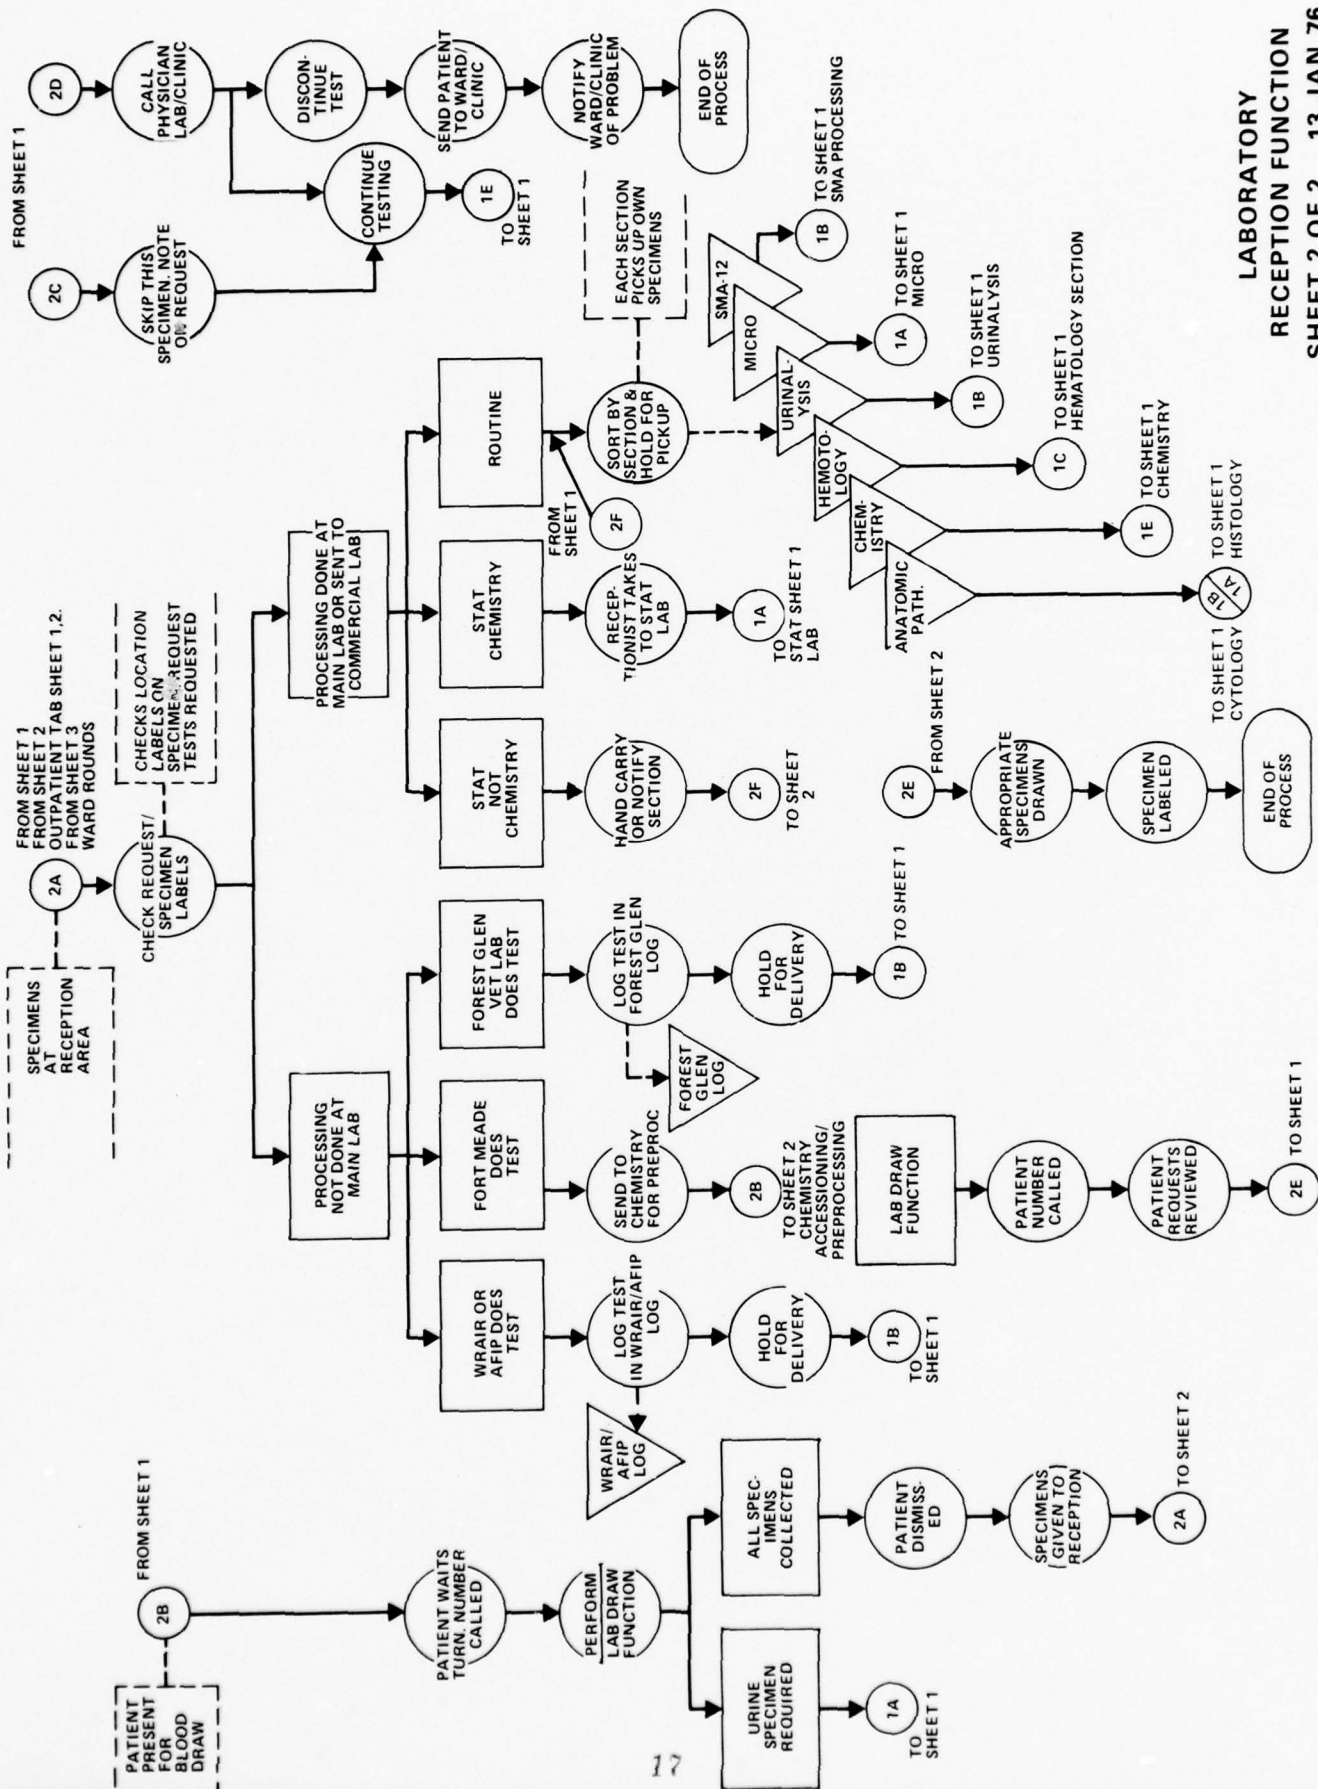 PATIENT
PRESENT
FOR
BLOOD
DRAW
2B
FROM SHEET 1
PATIENT WAITS
TURN. NUMBER
CALLED
PERFORM
LAB DRAW
FUNCTION
URINE
SPECIMEN
REQUIRED
1A
TO
SHEET 1
ALL SPEC-
IMENS
COLLECTED
PATIENT
DISMISS-
ED
SPECIMENS
GIVEN TO
RECEPTION
2A
TO SHEET 2
SPECIMENS
AT
RECEPTION
AREA
2A
FROM SHEET 1
FROM SHEET 2
OUTPATIENT TAB SHEET 1,2.
FROM SHEET 3
WARD ROUNDS
CHECK REQUEST/
SPECIMEN
LABELS
CHECKS LOCATION
LABELS ON
SPECIMEN, REQUEST
TESTS REQUESTED
PROCESSING
NOT DONE AT
MAIN LAB
WRAIR OR
AFIP DOES
TEST
LOG TEST
IN WRAIR/AFIP
LOG
WRAIR/
AFIP
LOG
HOLD
FOR
DELIVERY
1B
TO
SHEET 1
FORT MEADE
DOES
TEST
SEND TO
CHEMISTRY
FOR PREPROC
2B
TO SHEET 2
CHEMISTRY
ACCESSIONING/
PREPROCESSING
FOREST GLEN
VET LAB
DOES TEST
LOG TEST IN
FOREST GLEN
LOG
FOREST
GLEN
LOG
HOLD
FOR
DELIVERY
1B
TO SHEET 1
LAB DRAW
FUNCTION
PATIENT
NUMBER
CALLED
PATIENT
REQUESTS
REVIEWED
2E
TO SHEET 1
PROCESSING DONE AT
MAIN LAB OR SENT TO
COMMERCIAL LAB
STAT
NOT
CHEMISTRY
HAND CARRY
OR NOTIFY
SECTION
2F
TO SHEET
2
STAT
CHEMISTRY
RECEP-
TIONIST TAKES
TO STAT
LAB
1A
TO
STAT SHEET 1
LAB
ROUTINE
FROM
SHEET 1
2F
SORT BY
SECTION &
HOLD FOR
PICKUP
EACH SECTION
PICKS UP OWN
SPECIMENS
SMA-12
1B
TO SHEET 1
SMA PROCESSING
MICRO
1A
TO SHEET 1
MICRO
URINAL-
YSIS
1B
TO SHEET 1
URINALYSIS
HEMOTO-
LOGY
1C
TO SHEET 1
HEMATOLOGY SECTION
CHEM-
ISTRY
1E
TO SHEET 1
CHEMISTRY
ANATOMIC
PATH.
1B
1A
TO SHEET 1
CYTOLOGY
TO SHEET 1
HISTOLOGY
2E
FROM SHEET 2
APPROPRIATE
SPECIMENS
DRAWN
SPECIMEN
LABELLED
END OF
PROCESS
FROM SHEET 1
2C
SKIP THIS
SPECIMEN. NOTE
ON REQUEST
2D
CALL
PHYSICIAN
LAB/CLINIC
CONTINUE
TESTING
1E
TO
SHEET 1
DISCON-
TINUE
TEST
SEND PATIENT
TO WARD/
CLINIC
NOTIFY
WARD/CLINIC
OF PROBLEM
END OF
PROCESS
LABORATORY
RECEPTION FUNCTION
SHEET 2 OF 2 13 JAN 76
17